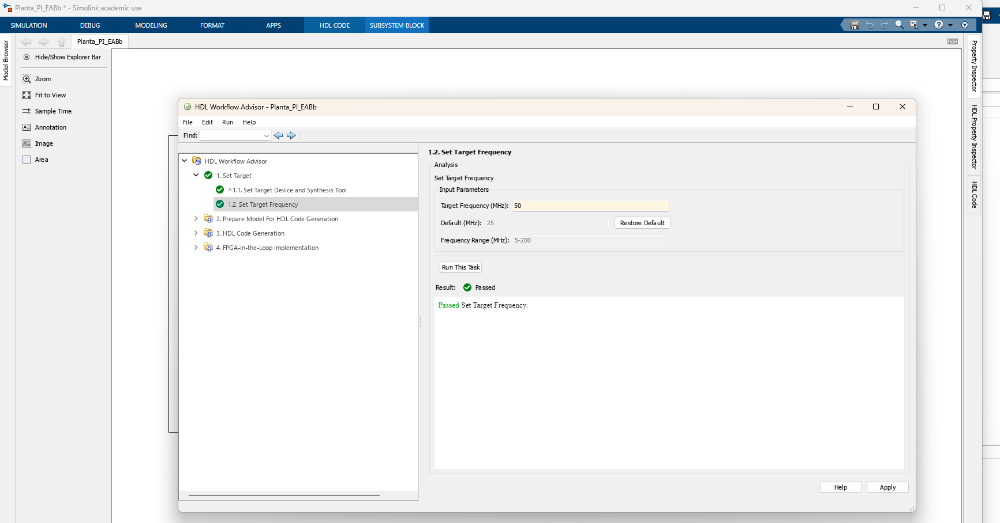 Planta_PI_EABb * - Simulink academic use
SIMULATION DEBUG MODELING FORMAT APPS HDL CODE SUBSYSTEM BLOCK
Model Browser
Planta_PI_EABb
Hide/Show Explorer Bar
Zoom
Fit to View
Sample Time
Annotation
Image
Area
HDL Workflow Advisor - Planta_PI_EABb
File Edit Run Help
Find:
HDL Workflow Advisor
1. Set Target
^1.1. Set Target Device and Synthesis Tool
1.2. Set Target Frequency
2. Prepare Model For HDL Code Generation
3. HDL Code Generation
4. FPGA-in-the-Loop Implementation
1.2. Set Target Frequency
Analysis
Set Target Frequency
Input Parameters
Target Frequency (MHz): 50
Default (MHz): 25 Restore Default
Frequency Range (MHz): 5-200
Run This Task
Result: Passed
Passed Set Target Frequency.
Help Apply
Property Inspector
HDL Property Inspector
HDL Code